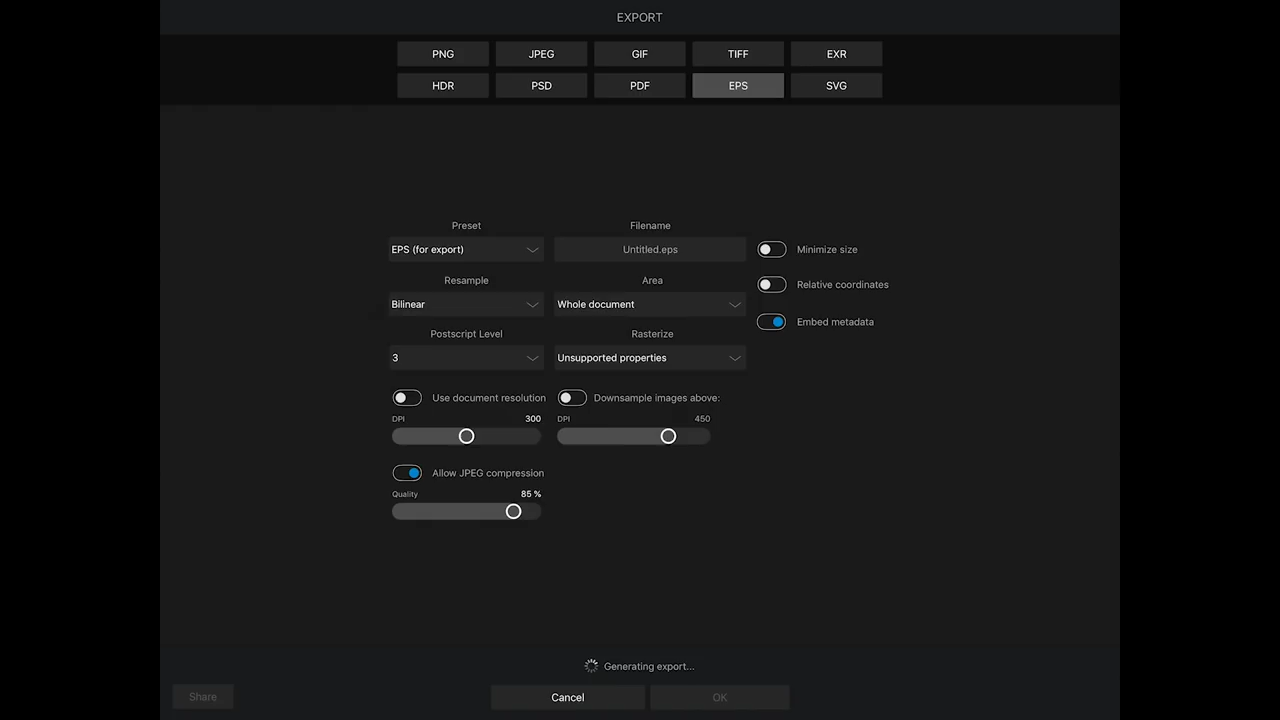 EXPORT
PNG JPEG GIF TIFF EXR
HDR PSD PDF EPS SVG
Preset Filename
EPS (for export) Untitled.eps Minimize size
Resample Area Relative coordinates
Bilinear Whole document
Embed metadata
Postscript Level Rasterize
3 Unsupported properties
Use document resolution Downsample images above:
DPI 300 DPI 450
Allow JPEG compression
Quality 85 %
Generating export...
Share Cancel OK